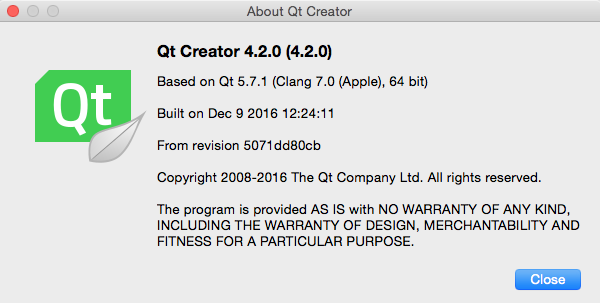 About Qt Creator
Qt Creator 4.2.0 (4.2.0)
Based on Qt 5.7.1 (Clang 7.0 (Apple), 64 bit)
Qt
Built on Dec 9 2016 12:24:11
From revision 5071dd80cb
Copyright 2008-2016 The Qt Company Ltd. All rights reserved.
The program is provided AS IS with NO WARRANTY OF ANY KIND,
INCLUDING THE WARRANTY OF DESIGN, MERCHANTABILITY AND
FITNESS FOR A PARTICULAR PURPOSE.
Close